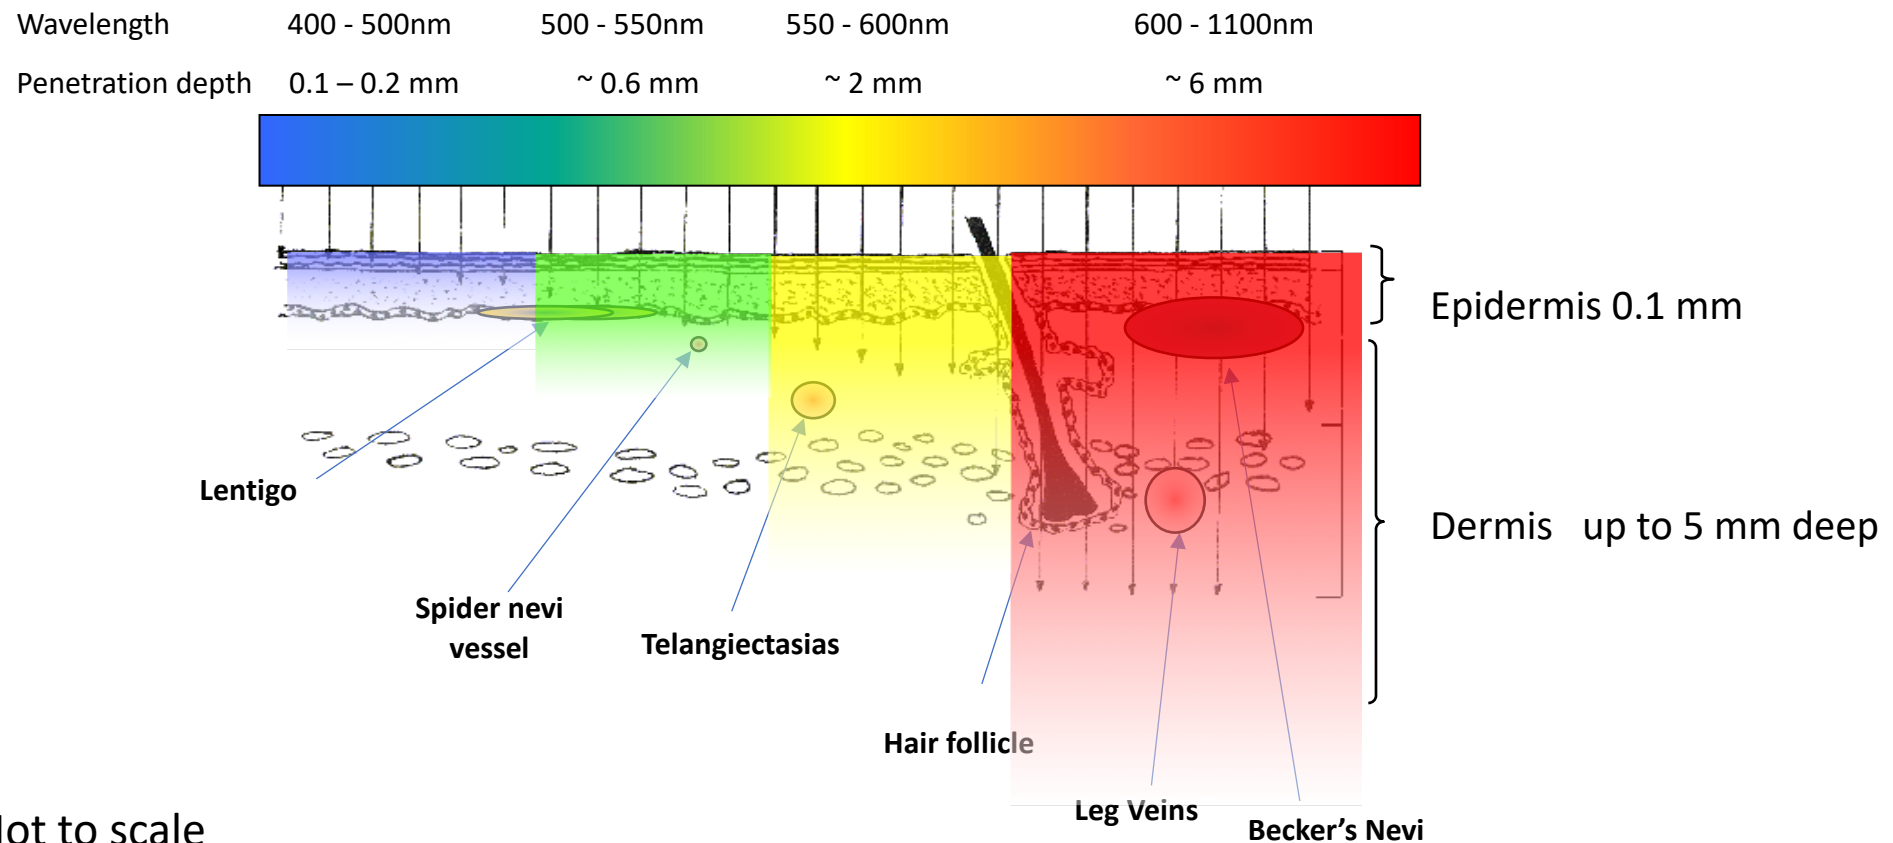 Wavelength 400 - 500nm 500 - 550nm 550 - 600nm 600 - 1100nm
Penetration depth 0.1 – 0.2 mm ~ 0.6 mm ~ 2 mm ~ 6 mm
Epidermis 0.1 mm
Lentigo
Dermis up to 5 mm deep
Spider nevi
vessel
Telangiectasias
Hair follicle
Leg Veins
Becker's Nevi
to scale